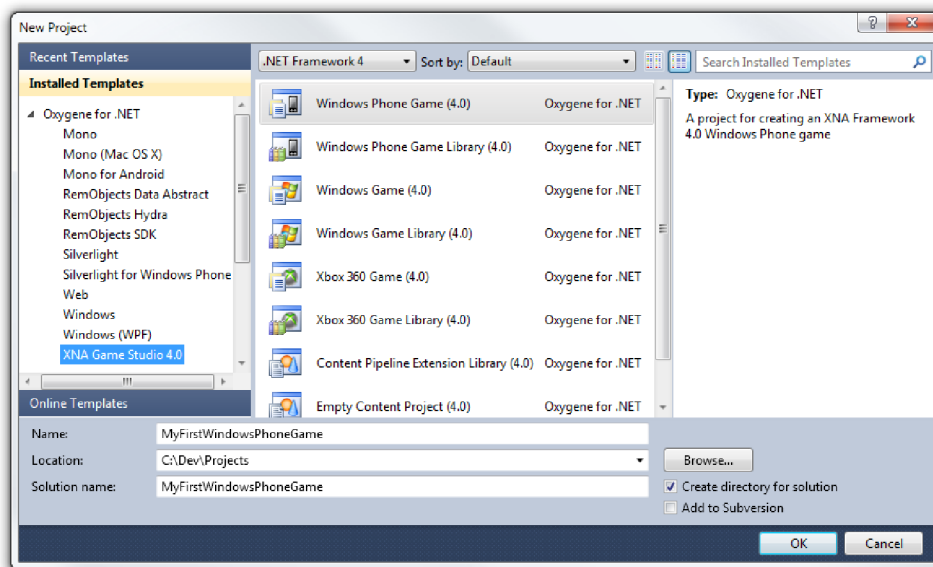 New Project
Recent Templates
Installed Templates
Oxygene for .NET
Mono
Mono (Mac OS X)
Mono for Android
RemObjects Data Abstract
RemObjects Hydra
RemObjects SDK
Silverlight
Silverlight for Windows Phone
Web
Windows
Windows (WPF)
XNA Game Studio 4.0
Online Templates
.NET Framework 4 Sort by: Default
Search Installed Templates
Windows Phone Game (4.0) Oxygene for .NET
Windows Phone Game Library (4.0) Oxygene for .NET
Windows Game (4.0) Oxygene for .NET
Windows Game Library (4.0) Oxygene for .NET
Xbox 360 Game (4.0) Oxygene for .NET
Xbox 360 Game Library (4.0) Oxygene for .NET
Content Pipeline Extension Library (4.0) Oxygene for .NET
Empty Content Project (4.0) Oxygene for .NET
Type: Oxygene for .NET
A project for creating an XNA Framework
4.0 Windows Phone game
Name: MyFirstWindowsPhoneGame
Location: C:\Dev\Projects
Browse...
Solution name: MyFirstWindowsPhoneGame
Create directory for solution
Add to Subversion
OK Cancel